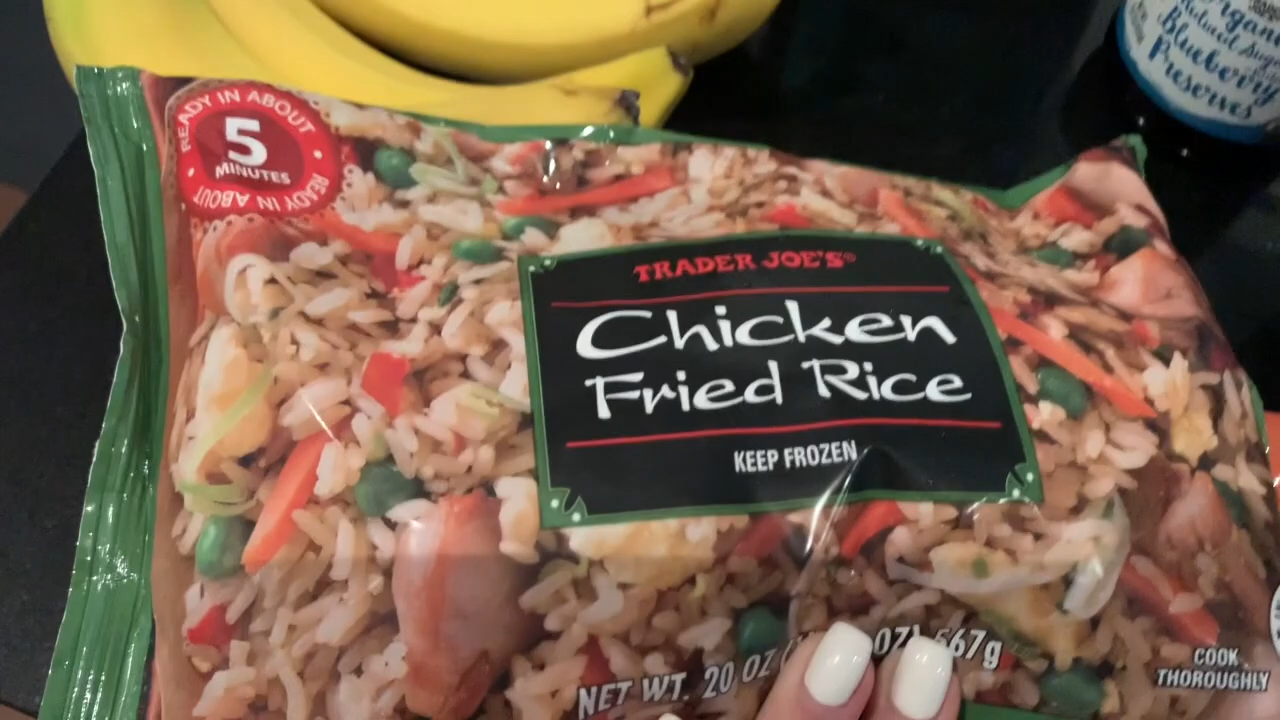 READY IN ABOUT
5
MINUTES
READY IN ABOUT
TRADER JOE'S®
Chicken
Fried Rice
KEEP FROZEN
NET WT. 20 OZ ( OZ) 567g
COOK
THOROUGHLY
Blueberry
Preserves